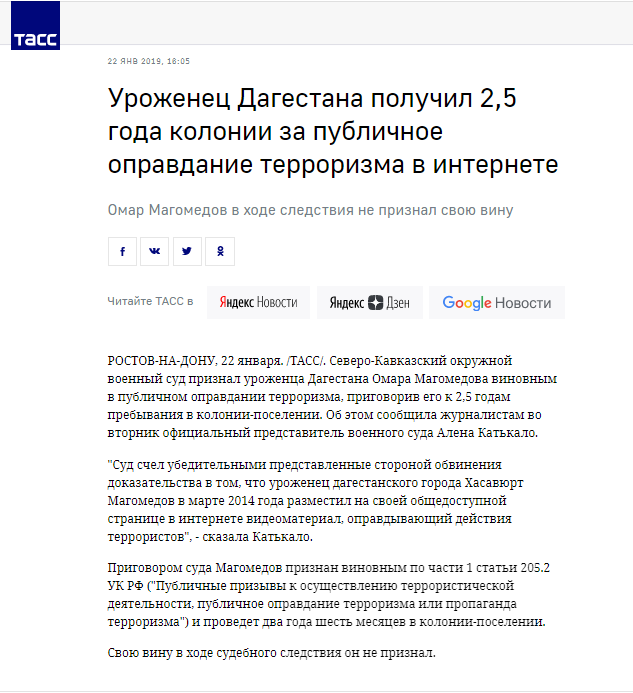 тасс
22 ЯНВ 2019, 16:05
Уроженец Дагестана получил 2,5
года колонии за публичное
оправдание терроризма в интернете
Омар Магомедов в ходе следствия не признал свою вину
Читайте ТАСС в
Яндекс Новости
Яндекс Дзен
Google Новости
РОСТОВ-НА-ДОНУ, 22 января. /ТАСС/. Северо-Кавказский окружной
военный суд признал уроженца Дагестана Омара Магомедова виновным
в публичном оправдании терроризма, приговорив его к 2,5 годам
пребывания в колонии-поселении. Об этом сообщила журналистам во
вторник официальный представитель военного суда Алена Катькало.
"Суд счел убедительными представленные стороной обвинения
доказательства в том, что уроженец дагестанского города Хасавюрт
Магомедов в марте 2014 года разместил на своей общедоступной
странице в интернете видеоматериал, оправдывающий действия
террористов", - сказала Катькало.
Приговором суда Магомедов признан виновным по части 1 статьи 205.2
УК РФ ("Публичные призывы к осуществлению террористической
деятельности, публичное оправдание терроризма или пропаганда
терроризма") и проведет два года шесть месяцев в колонии-поселении.
Свою вину в ходе судебного следствия он не признал.